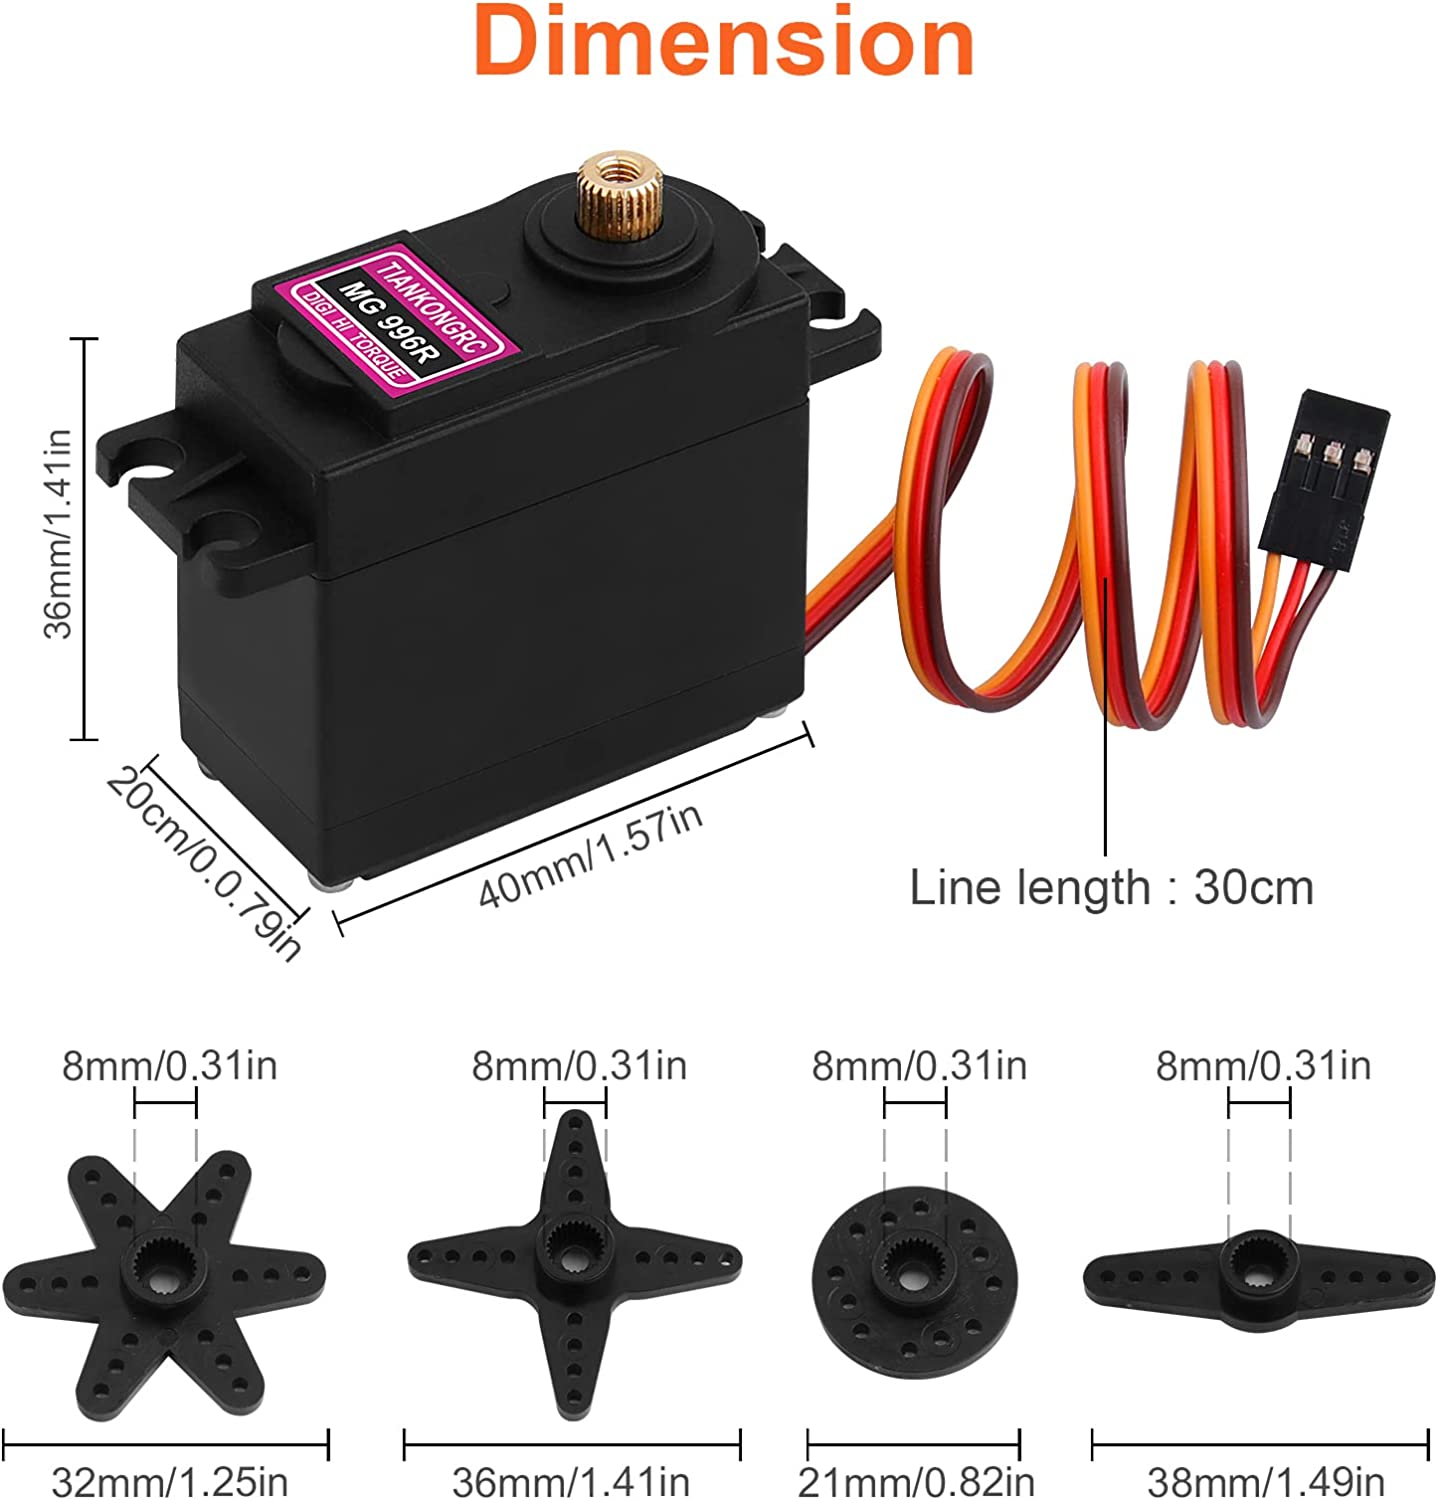 Dimension
TIANKONGRC
MG 996R
DIGI HI TORQUE
36mm/1.41in
20cm/0.0.79in
40mm/1.57in
Line length : 30cm
8mm/0.31in
8mm/0.31in
8mm/0.31in
8mm/0.31in
32mm/1.25in
36mm/1.41in
21mm/0.82in
38mm/1.49in